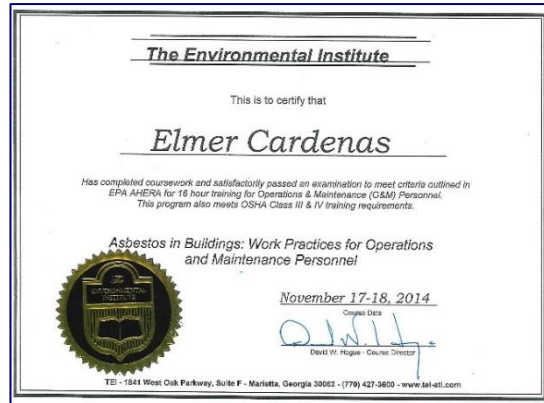 The Environmental Institute
This is to certify that
Elmer Cardenas
Has completed coursework and satisfactorily passed an examination to meet criteria outlined in
EPA AHERA for 16 hour training for Operations & Maintenance (O&M) Personnel.
This program also meets OSHA Class III & IV training requirements.
Asbestos in Buildings: Work Practices for Operations
and Maintenance Personnel
The
ENVIRONMENTAL
INSTITUTE
November 17-18, 2014
Course Date
David W. Hogue - Course Director
TEI - 1841 West Oak Parkway, Suite F - Marietta, Georgia 30062 - (770) 427-3600 - www.tei-atl.com